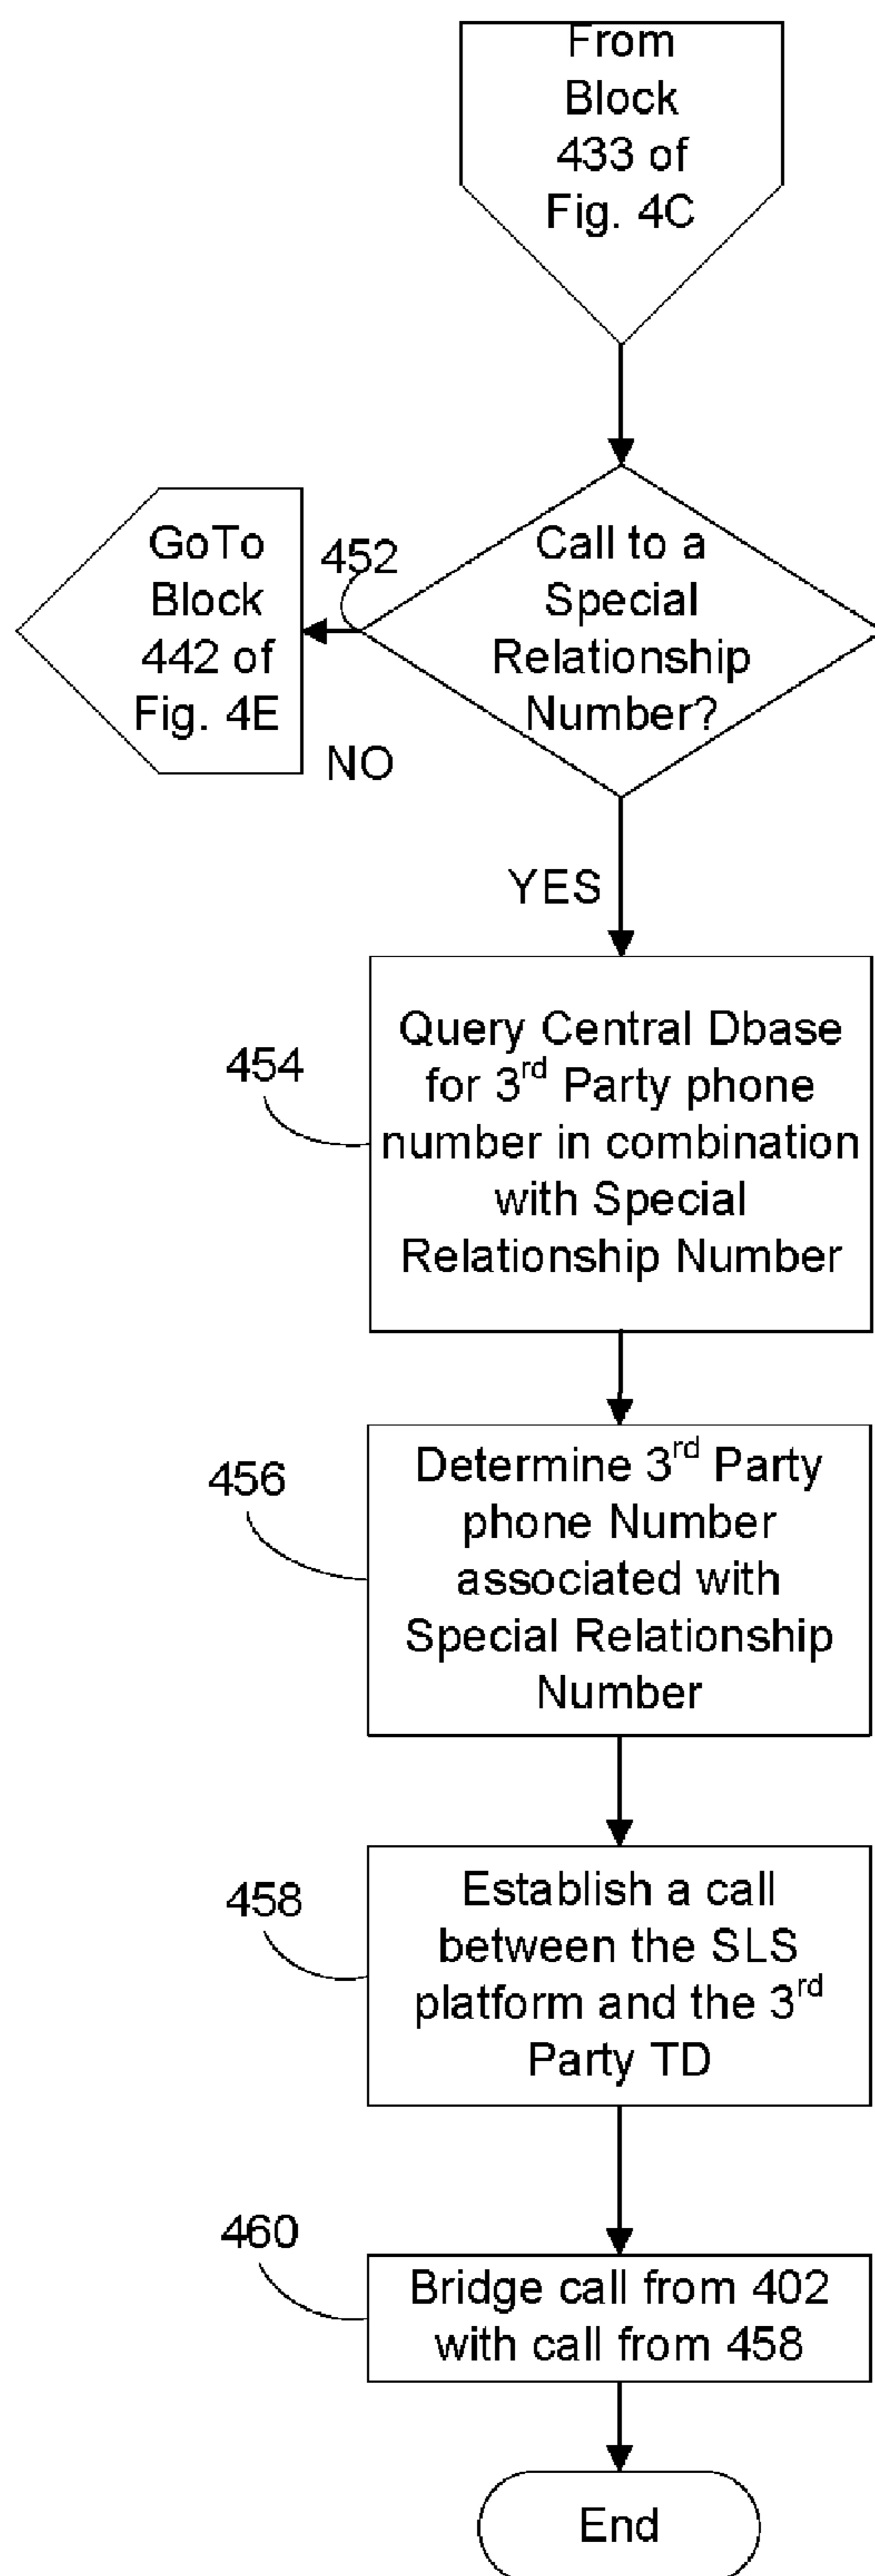 From
Block
433 of
Fig. 4C
GoTo
Block
442 of
Fig. 4E
452
Call to a
Special
Relationship
Number?
NO
YES
454
Query Central Dbase
for 3rd Party phone
number in combination
with Special
Relationship Number
456
Determine 3rd Party
phone Number
associated with
Special Relationship
Number
458
Establish a call
between the SLS
platform and the 3rd
Party TD
460
Bridge call from 402
with call from 458
End